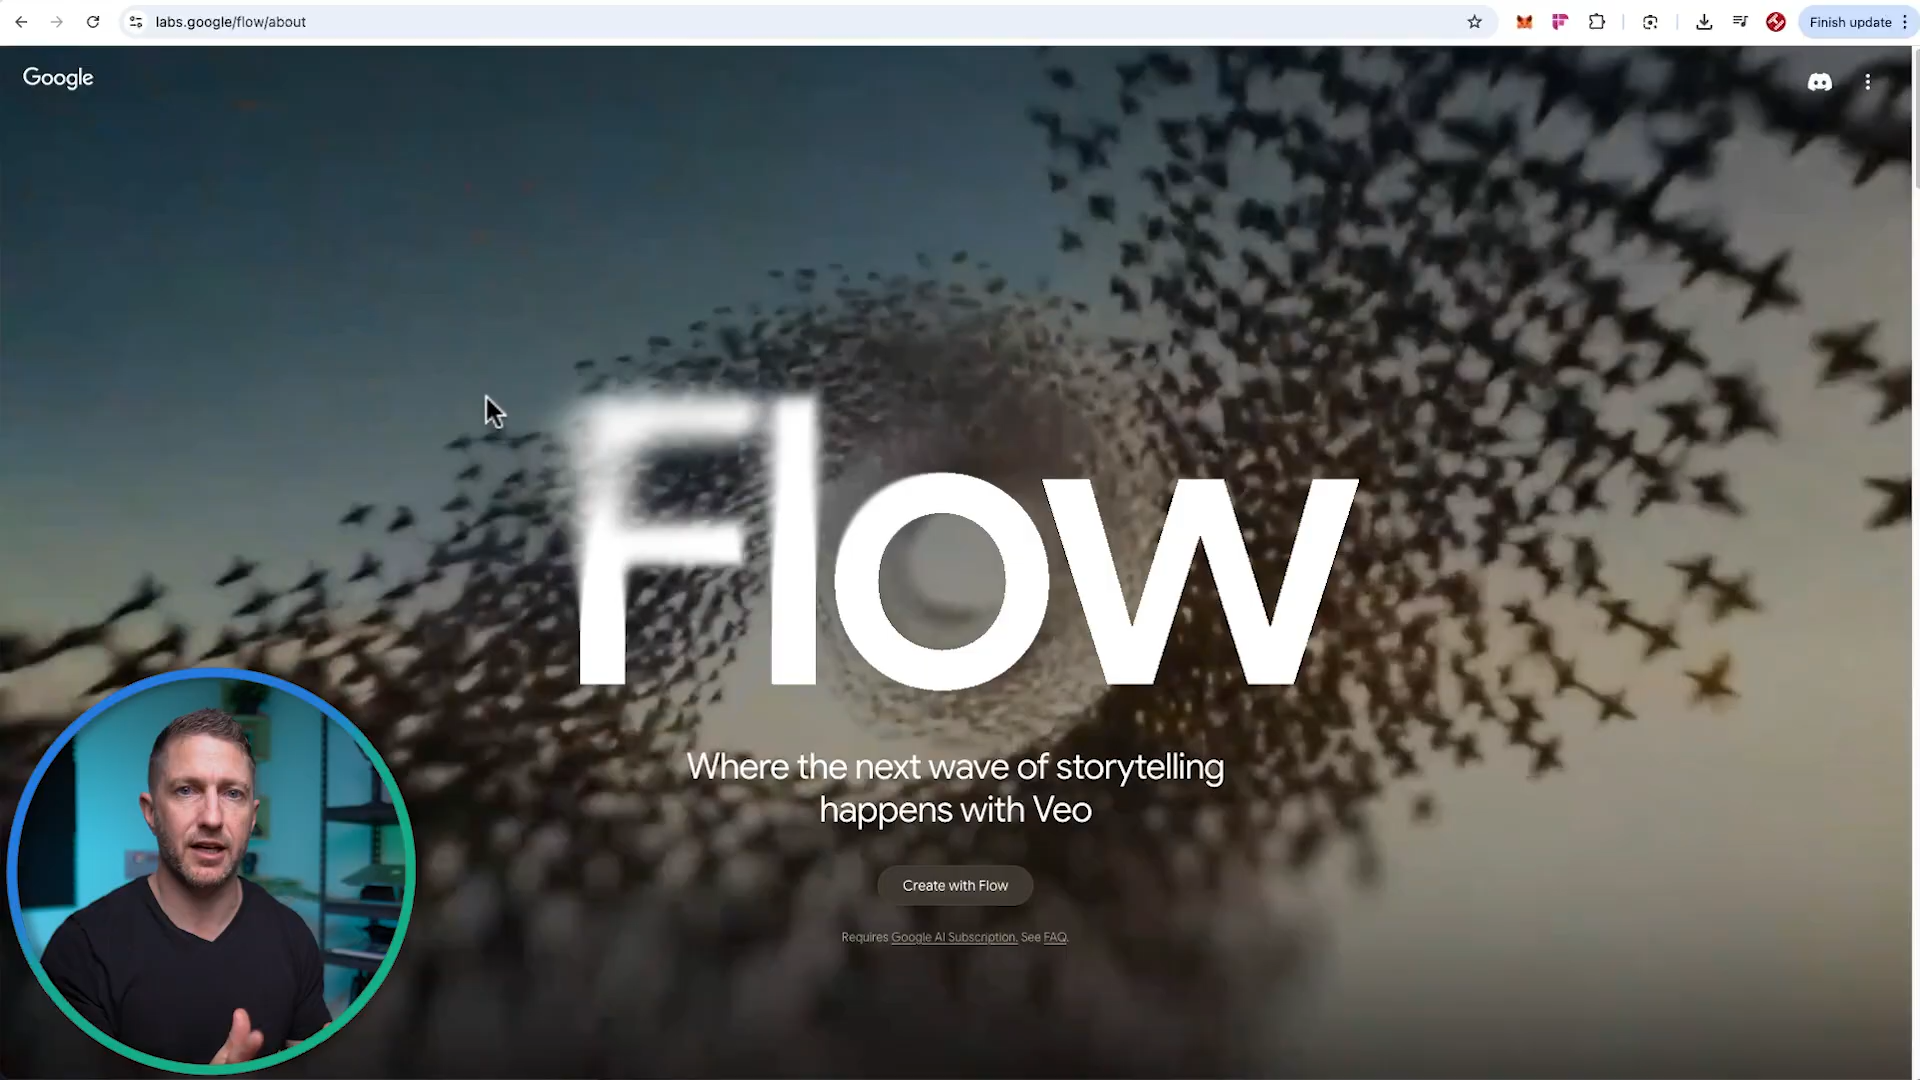 labs.google/flow/about
Finish update
Google
Flow
Where the next wave of storytelling
happens with Veo
Create with Flow
Requires Google AI Subscription. See FAQ.